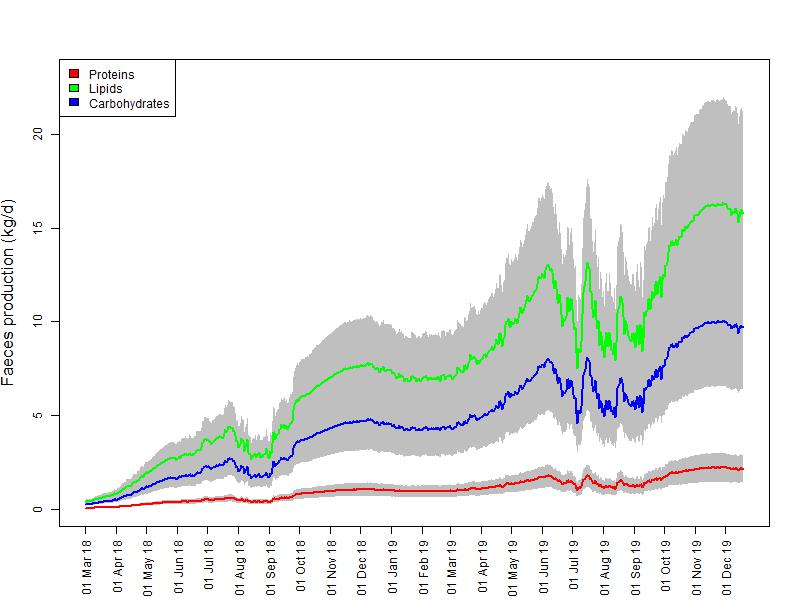 Proteins
Lipids
Carbohydrates
Faeces production (kg/d)
20
15
10
5
0
01 Mar 18
01 Apr 18
01 May 18
01 Jun 18
01 Jul 18
01 Aug 18
01 Sep 18
01 Oct 18
01 Nov 18
01 Dec 18
01 Jan 19
01 Feb 19
01 Mar 19
01 Apr 19
01 May 19
01 Jun 19
01 Jul 19
01 Aug 19
01 Sep 19
01 Oct 19
01 Nov 19
01 Dec 19